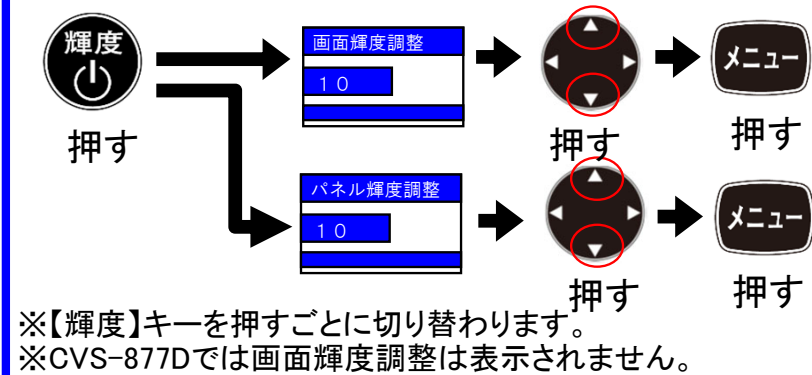 輝度
押す
画面輝度調整
１０
押す
メニュー
押す
パネル輝度調整
１０
押す
メニュー
押す
※【輝度】キーを押すごとに切り替わります。
※CVS-877Dでは画面輝度調整は表示されません。